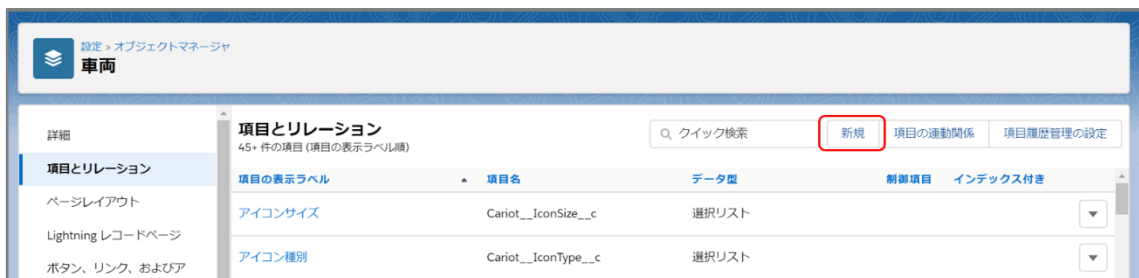 設定 > オブジェクトマネージャ
車両
詳細
項目とリレーション
ページレイアウト
Lightning レコードページ
ボタン、リンク、およびア
項目とリレーション
45+ 件の項目 (項目の表示ラベル順)
クイック検索
新規
項目の連動関係
項目履歴管理の設定
項目の表示ラベル 項目名 データ型 制御項目 インデックス付き
アイコンサイズ Cariot__IconSize__c 選択リスト
アイコン種別 Cariot__IconType__c 選択リスト